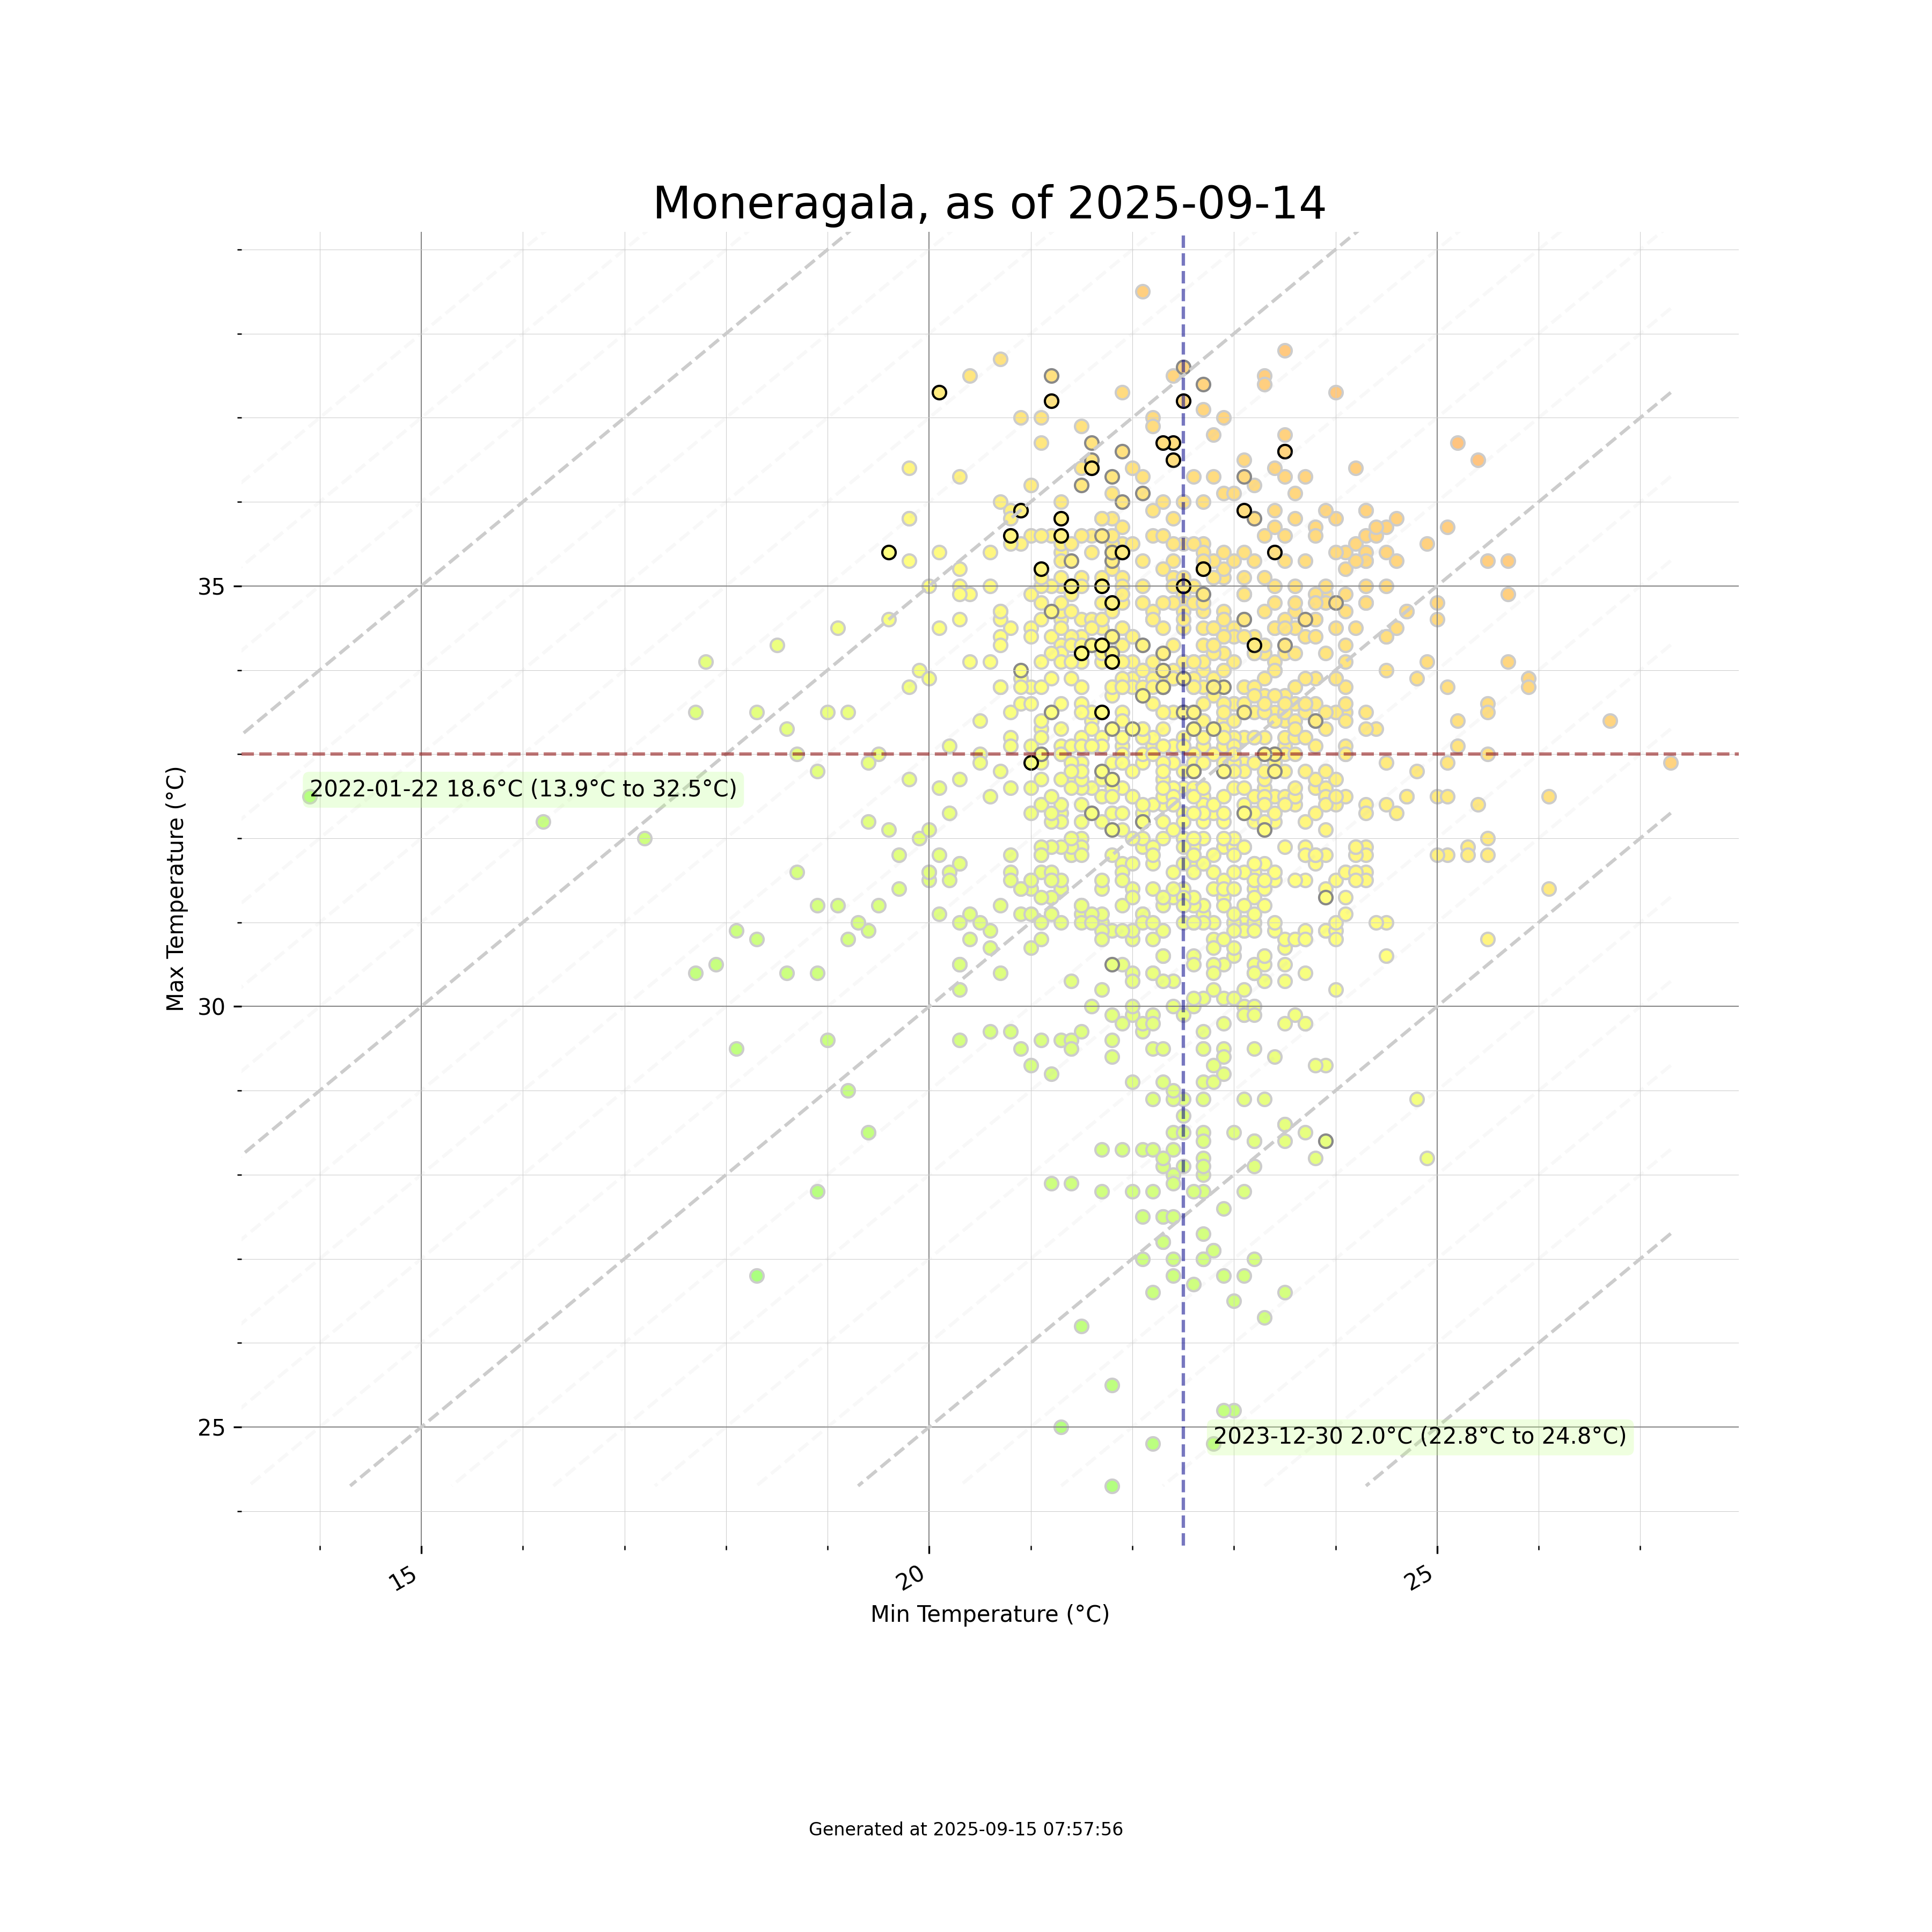 Moneragala, as of 2025-09-14
Max Temperature (°C)
35
30
25
2022-01-22 18.6°C (13.9°C to 32.5°C)
2023-12-30 2.0°C (22.8°C to 24.8°C)
15
20
25
Min Temperature (°C)
Generated at 2025-09-15 07:57:56